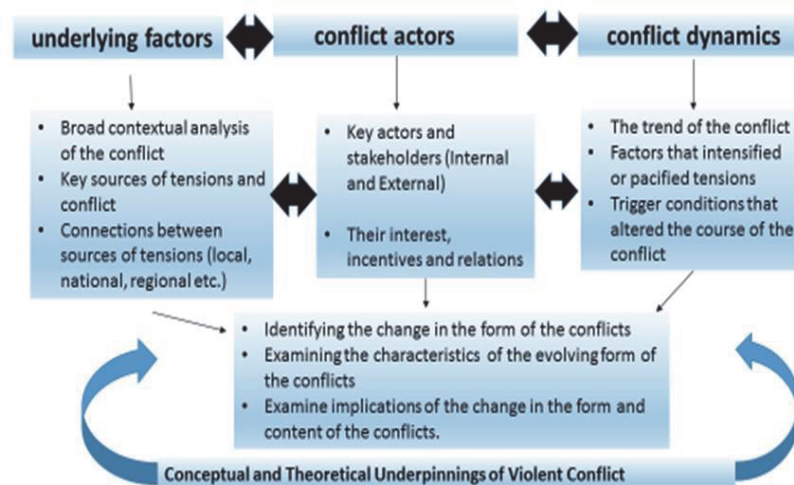 underlying factors
conflict actors
conflict dynamics
• Broad contextual analysis
of the conflict
• Key sources of tensions and
conflict
• Connections between
sources of tensions (local,
national, regional etc.)
• Key actors and
stakeholders (Internal
and External)
• Their interest,
incentives and relations
• The trend of the conflict
• Factors that intensified
or pacified tensions
• Trigger conditions that
altered the course of the
conflict
• Identifying the change in the form of the conflicts
• Examining the characteristics of the evolving form of
the conflicts
• Examine implications of the change in the form and
content of the conflicts.
Conceptual and Theoretical Underpinnings of Violent Conflict